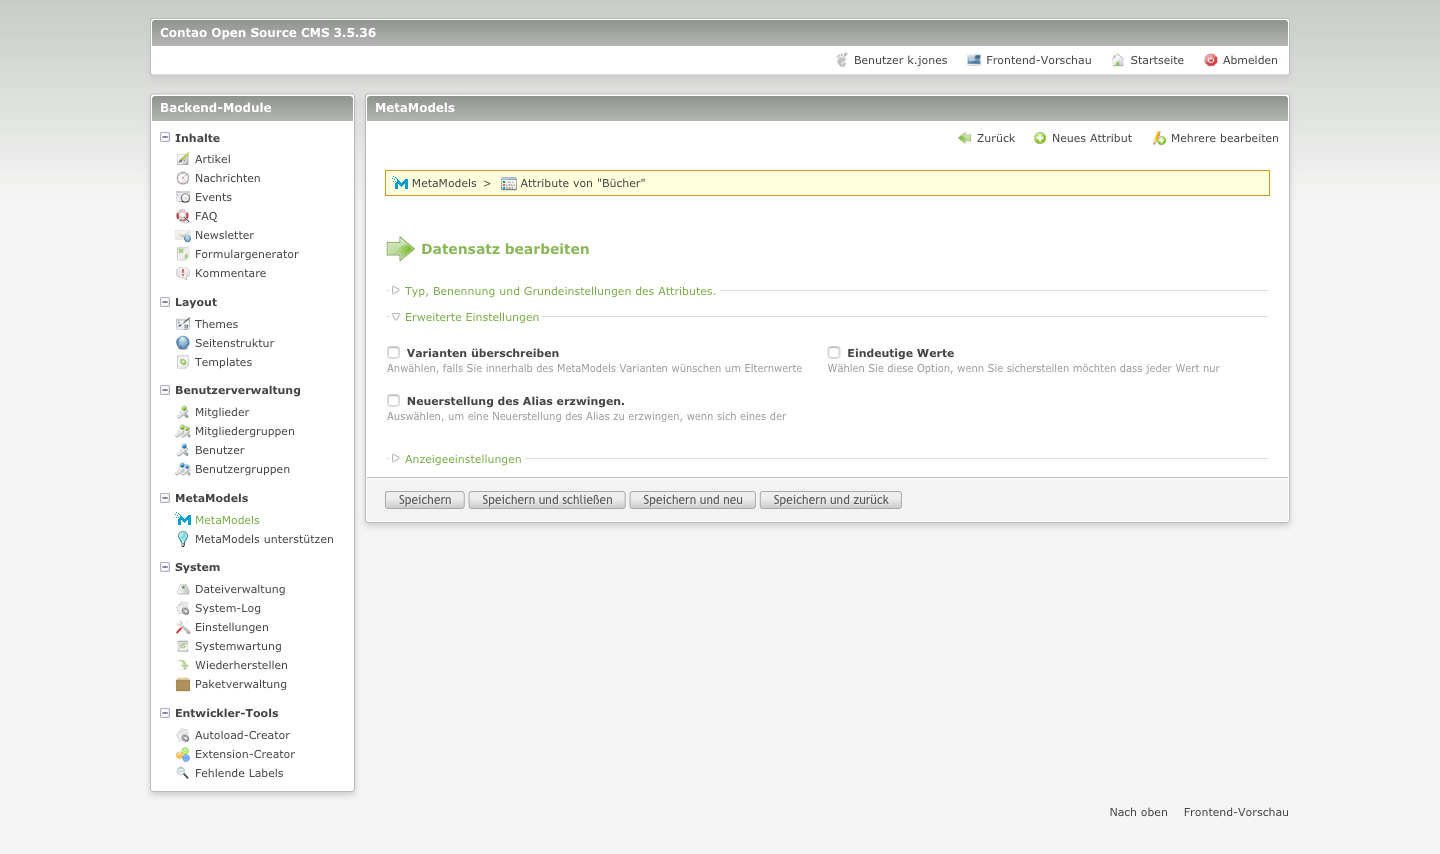 Contao Open Source CMS 3.5.36
Benutzer k.jones Frontend-Vorschau Startseite Abmelden
Backend-Module
Inhalte
Artikel
Nachrichten
Events
FAQ
Newsletter
Formulargenerator
Kommentare
Layout
Themes
Seitenstruktur
Templates
Benutzerverwaltung
Mitglieder
Mitgliedergruppen
Benutzer
Benutzergruppen
MetaModels
MetaModels
MetaModels unterstützen
System
Dateiverwaltung
System-Log
Einstellungen
Systemwartung
Wiederherstellen
Paketverwaltung
Entwickler-Tools
Autoload-Creator
Extension-Creator
Fehlende Labels
MetaModels
Zurück Neues Attribut Mehrere bearbeiten
MetaModels > Attribute von "Bücher"
Datensatz bearbeiten
Typ, Benennung und Grundeinstellungen des Attributes.
Erweiterte Einstellungen
Varianten überschreiben
Anwählen, falls Sie innerhalb des MetaModels Varianten wünschen um Elternwerte
Eindeutige Werte
Wählen Sie diese Option, wenn Sie sicherstellen möchten dass jeder Wert nur
Neuerstellung des Alias erzwingen.
Auswählen, um eine Neuerstellung des Alias zu erzwingen, wenn sich eines der
Anzeigeeinstellungen
Speichern Speichern und schließen Speichern und neu Speichern und zurück
Nach oben Frontend-Vorschau